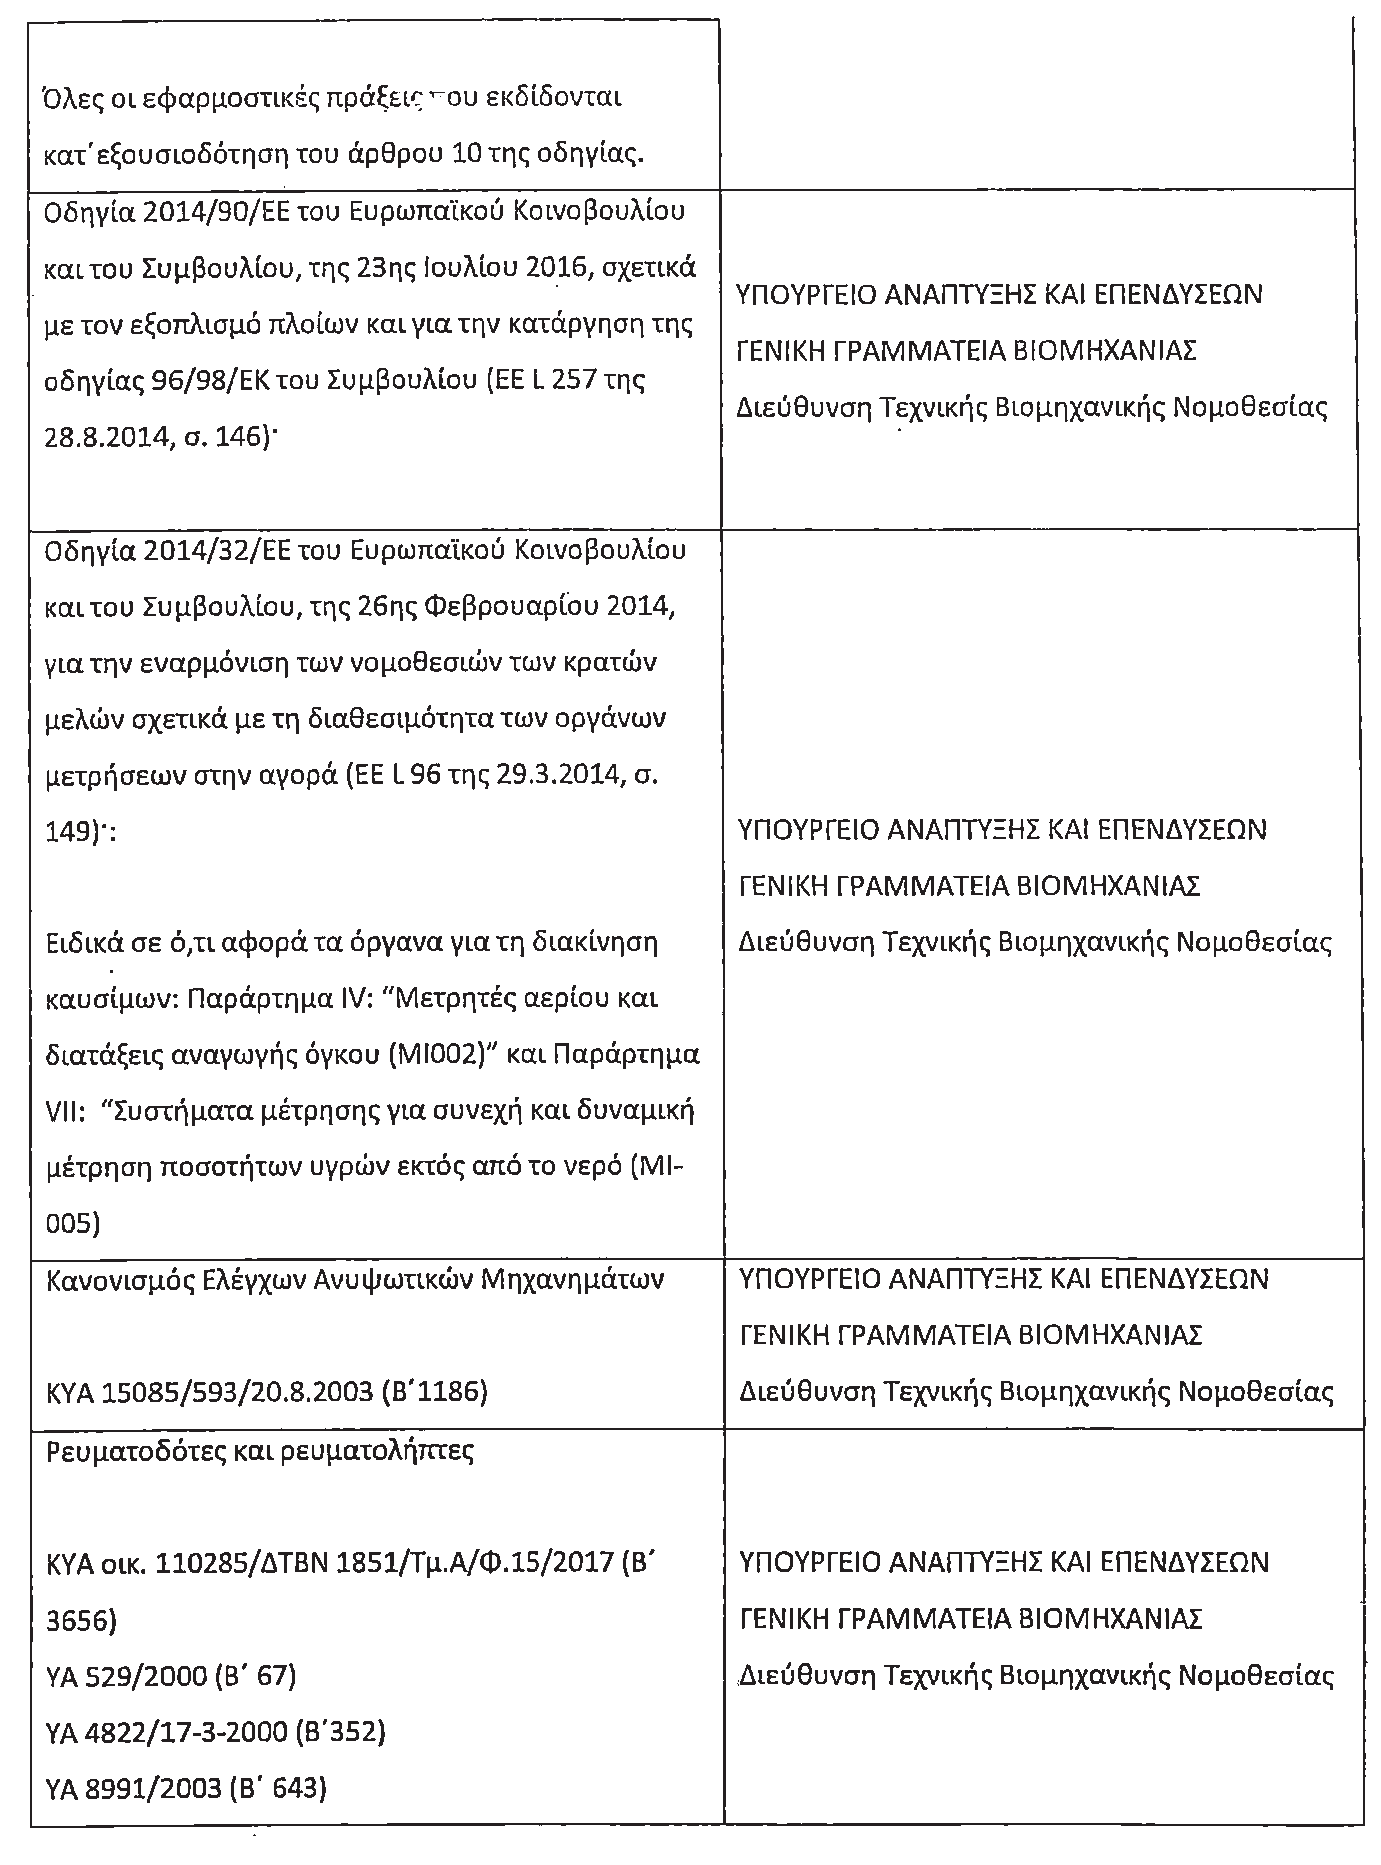 Όλες οι εφαρμοστικές πράξεις που εκδίδονται
κατ΄εξουσιοδότηση του άρθρου 10 της οδηγίας.
Οδηγία 2014/90/ΕΕ του Ευρωπαϊκού Κοινοβουλίου
και του Συμβουλίου, της 23ης Ιουλίου 2016, σχετικά
με τον εξοπλισμό πλοίων και για την κατάργηση της
οδηγίας 96/98/ΕΚ του Συμβουλίου (ΕΕ L 257 της
28.8.2014, σ. 146)·
ΥΠΟΥΡΓΕΙΟ ΑΝΑΠΤΥΞΗΣ ΚΑΙ ΕΠΕΝΔΥΣΕΩΝ
ΓΕΝΙΚΗ ΓΡΑΜΜΑΤΕΙΑ ΒΙΟΜΗΧΑΝΙΑΣ
Διεύθυνση Τεχνικής Βιομηχανικής Νομοθεσίας
Οδηγία 2014/32/ΕΕ του Ευρωπαϊκού Κοινοβουλίου
και του Συμβουλίου, της 26ης Φεβρουαρίου 2014,
για την εναρμόνιση των νομοθεσιών των κρατών
μελών σχετικά με τη διαθεσιμότητα των οργάνων
μετρήσεων στην αγορά (ΕΕ L 96 της 29.3.2014, σ.
149)·:
Ειδικά σε ό,τι αφορά τα όργανα για τη διακίνηση
καυσίμων: Παράρτημα IV: "Μετρητές αερίου και
διατάξεις αναγωγής όγκου (MI002)" και Παράρτημα
VII: "Συστήματα μέτρησης για συνεχή και δυναμική
μέτρηση ποσοτήτων υγρών εκτός από το νερό (MI-
005)
ΥΠΟΥΡΓΕΙΟ ΑΝΑΠΤΥΞΗΣ ΚΑΙ ΕΠΕΝΔΥΣΕΩΝ
ΓΕΝΙΚΗ ΓΡΑΜΜΑΤΕΙΑ ΒΙΟΜΗΧΑΝΙΑΣ
Διεύθυνση Τεχνικής Βιομηχανικής Νομοθεσίας
Κανονισμός Ελέγχων Ανυψωτικών Μηχανημάτων
ΚΥΑ 15085/593/20.8.2003 (Β΄1186)
ΥΠΟΥΡΓΕΙΟ ΑΝΑΠΤΥΞΗΣ ΚΑΙ ΕΠΕΝΔΥΣΕΩΝ
ΓΕΝΙΚΗ ΓΡΑΜΜΑΤΕΙΑ ΒΙΟΜΗΧΑΝΙΑΣ
Διεύθυνση Τεχνικής Βιομηχανικής Νομοθεσίας
Ρευματοδότες και ρευματολήπτες
ΚΥΑ οικ. 110285/ΔΤΒΝ 1851/Τμ.Α/Φ.15/2017 (Β΄
3656)
ΥΑ 529/2000 (Β΄ 67)
ΥΑ 4822/17-3-2000 (Β΄352)
ΥΑ 8991/2003 (Β΄ 643)
ΥΠΟΥΡΓΕΙΟ ΑΝΑΠΤΥΞΗΣ ΚΑΙ ΕΠΕΝΔΥΣΕΩΝ
ΓΕΝΙΚΗ ΓΡΑΜΜΑΤΕΙΑ ΒΙΟΜΗΧΑΝΙΑΣ
Διεύθυνση Τεχνικής Βιομηχανικής Νομοθεσίας